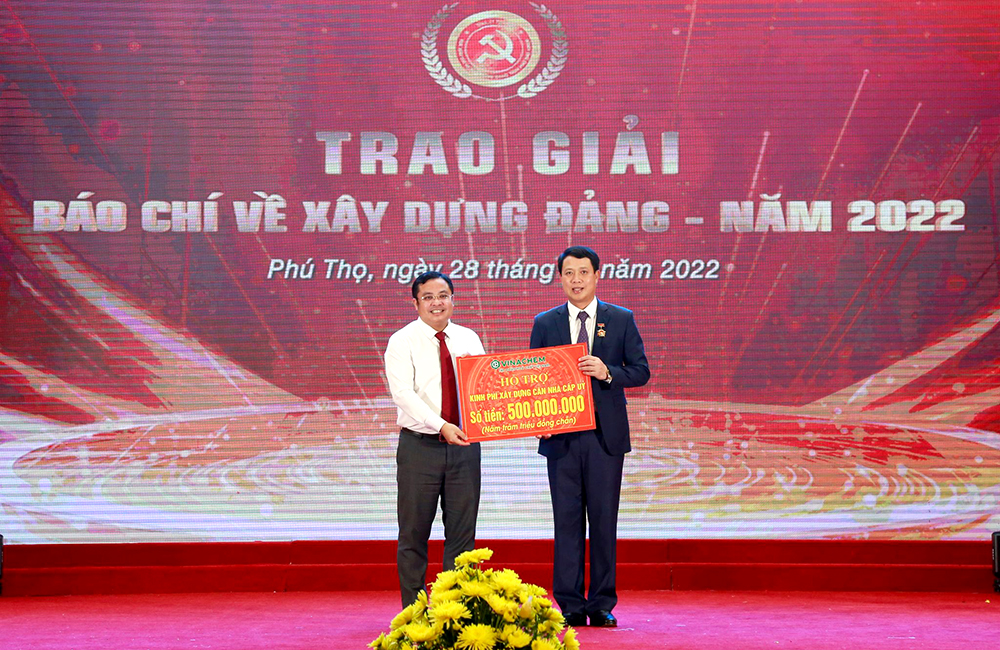 TRAO GIẢI
BÁO CHÍ VỀ XÂY DỰNG ĐẢNG - NĂM 2022
Phú Thọ, ngày 28 tháng năm 2022
VINACHEM
HỖ TRỢ
KINH PHÍ XÂY DỰNG CĂN NHÀ CẤP UỶ
Số tiền: 500.000.000
(Năm trăm triệu đồng chẵn)